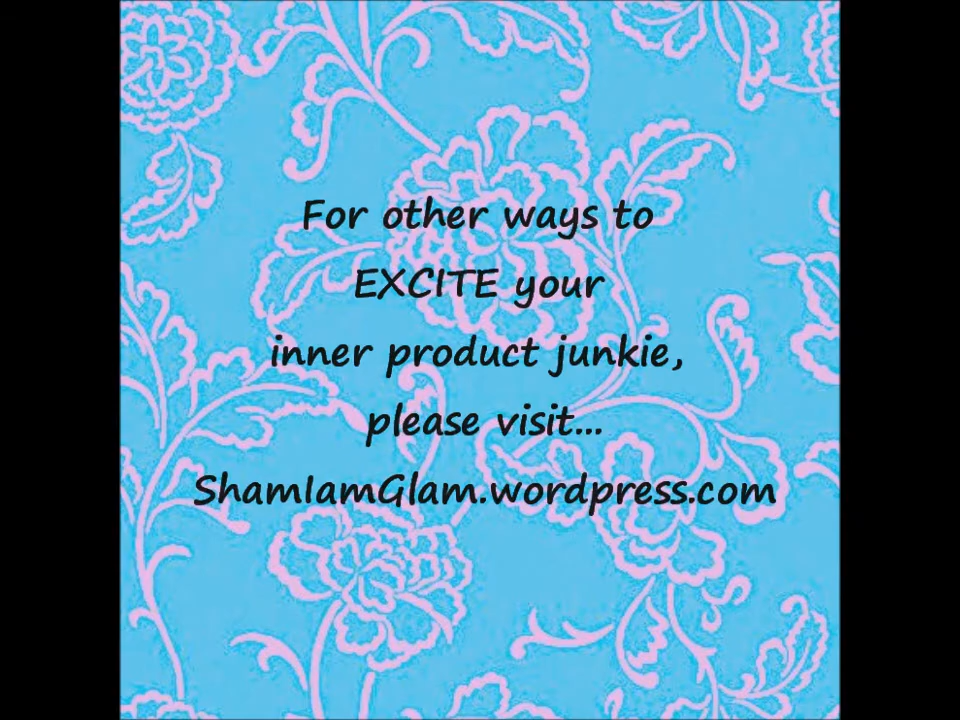 For other ways to
EXCITE your
inner product junkie,
please visit...
ShamIamGlam.wordpress.com